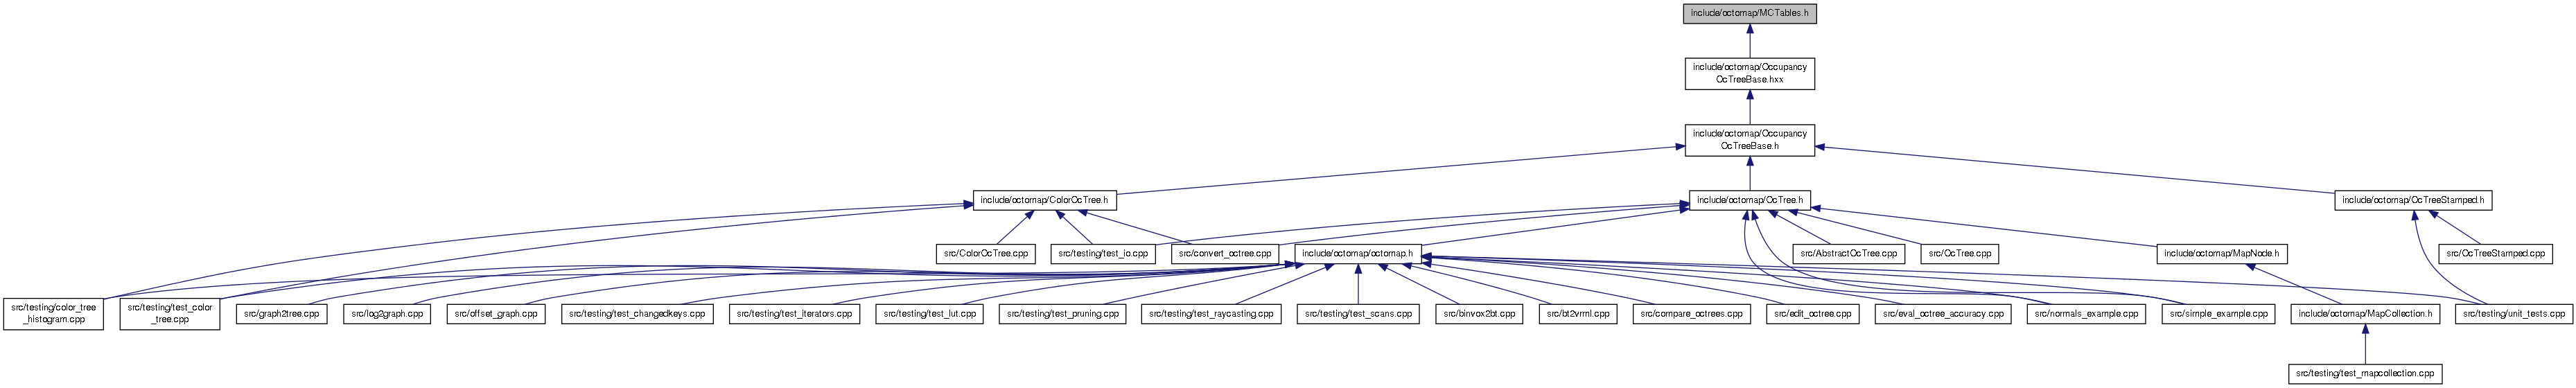 include/octomap/MCTables.h
include/octomap/Occupancy
OcTreeBase.hxx
include/octomap/Occupancy
OcTreeBase.h
include/octomap/ColorOcTree.h
include/octomap/OcTree.h
include/octomap/OcTreeStamped.h
src/ColorOcTree.cpp
src/testing/test_io.cpp
src/convert_octree.cpp
include/octomap/octomap.h
src/AbstractOcTree.cpp
src/OcTree.cpp
include/octomap/MapNode.h
src/OcTreeStamped.cpp
src/testing/color_tree
_histogram.cpp
src/testing/test_color
_tree.cpp
src/graph2tree.cpp
src/log2graph.cpp
src/offset_graph.cpp
src/testing/test_changedkeys.cpp
src/testing/test_iterators.cpp
src/testing/test_lut.cpp
src/testing/test_pruning.cpp
src/testing/test_raycasting.cpp
src/testing/test_scans.cpp
src/binvox2bt.cpp
src/bt2vrml.cpp
src/compare_octrees.cpp
src/edit_octree.cpp
src/eval_octree_accuracy.cpp
src/normals_example.cpp
src/simple_example.cpp
include/octomap/MapCollection.h
src/testing/unit_tests.cpp
src/testing/test_mapcollection.cpp